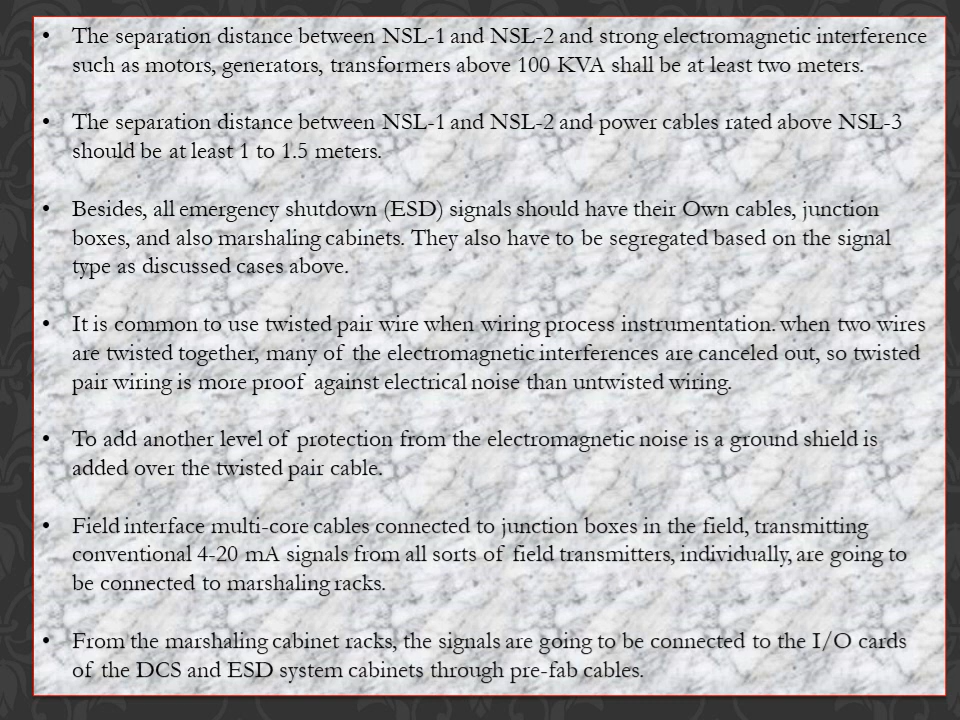 • The separation distance between NSL-1 and NSL-2 and strong electromagnetic interference
such as motors, generators, transformers above 100 KVA shall be at least two meters.
• The separation distance between NSL-1 and NSL-2 and power cables rated above NSL-3
should be at least 1 to 1.5 meters.
• Besides, all emergency shutdown (ESD) signals should have their Own cables, junction
boxes, and also marshaling cabinets. They also have to be segregated based on the signal
type as discussed cases above.
• It is common to use twisted pair wire when wiring process instrumentation. when two wires
are twisted together, many of the electromagnetic interferences are canceled out, so twisted
pair wiring is more proof against electrical noise than untwisted wiring.
• To add another level of protection from the electromagnetic noise is a ground shield is
added over the twisted pair cable.
• Field interface multi-core cables connected to junction boxes in the field, transmitting
conventional 4-20 mA signals from all sorts of field transmitters, individually, are going to
be connected to marshaling racks.
• From the marshaling cabinet racks, the signals are going to be connected to the I/O cards
of the DCS and ESD system cabinets through pre-fab cables.